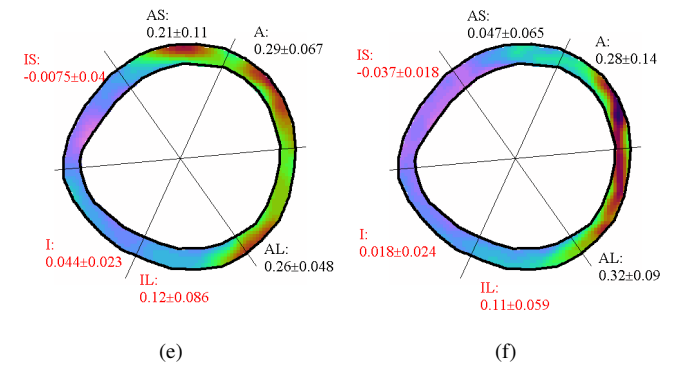 AS:
0.21±0.11
A:
0.29±0.067
IS:
-0.0075±0.04
I:
0.044±0.023
IL:
0.12±0.086
AL:
0.26±0.048
(e)
AS:
0.047±0.065
A:
0.28±0.14
IS:
-0.037±0.018
I:
0.018±0.024
IL:
0.11±0.059
AL:
0.32±0.09
(f)